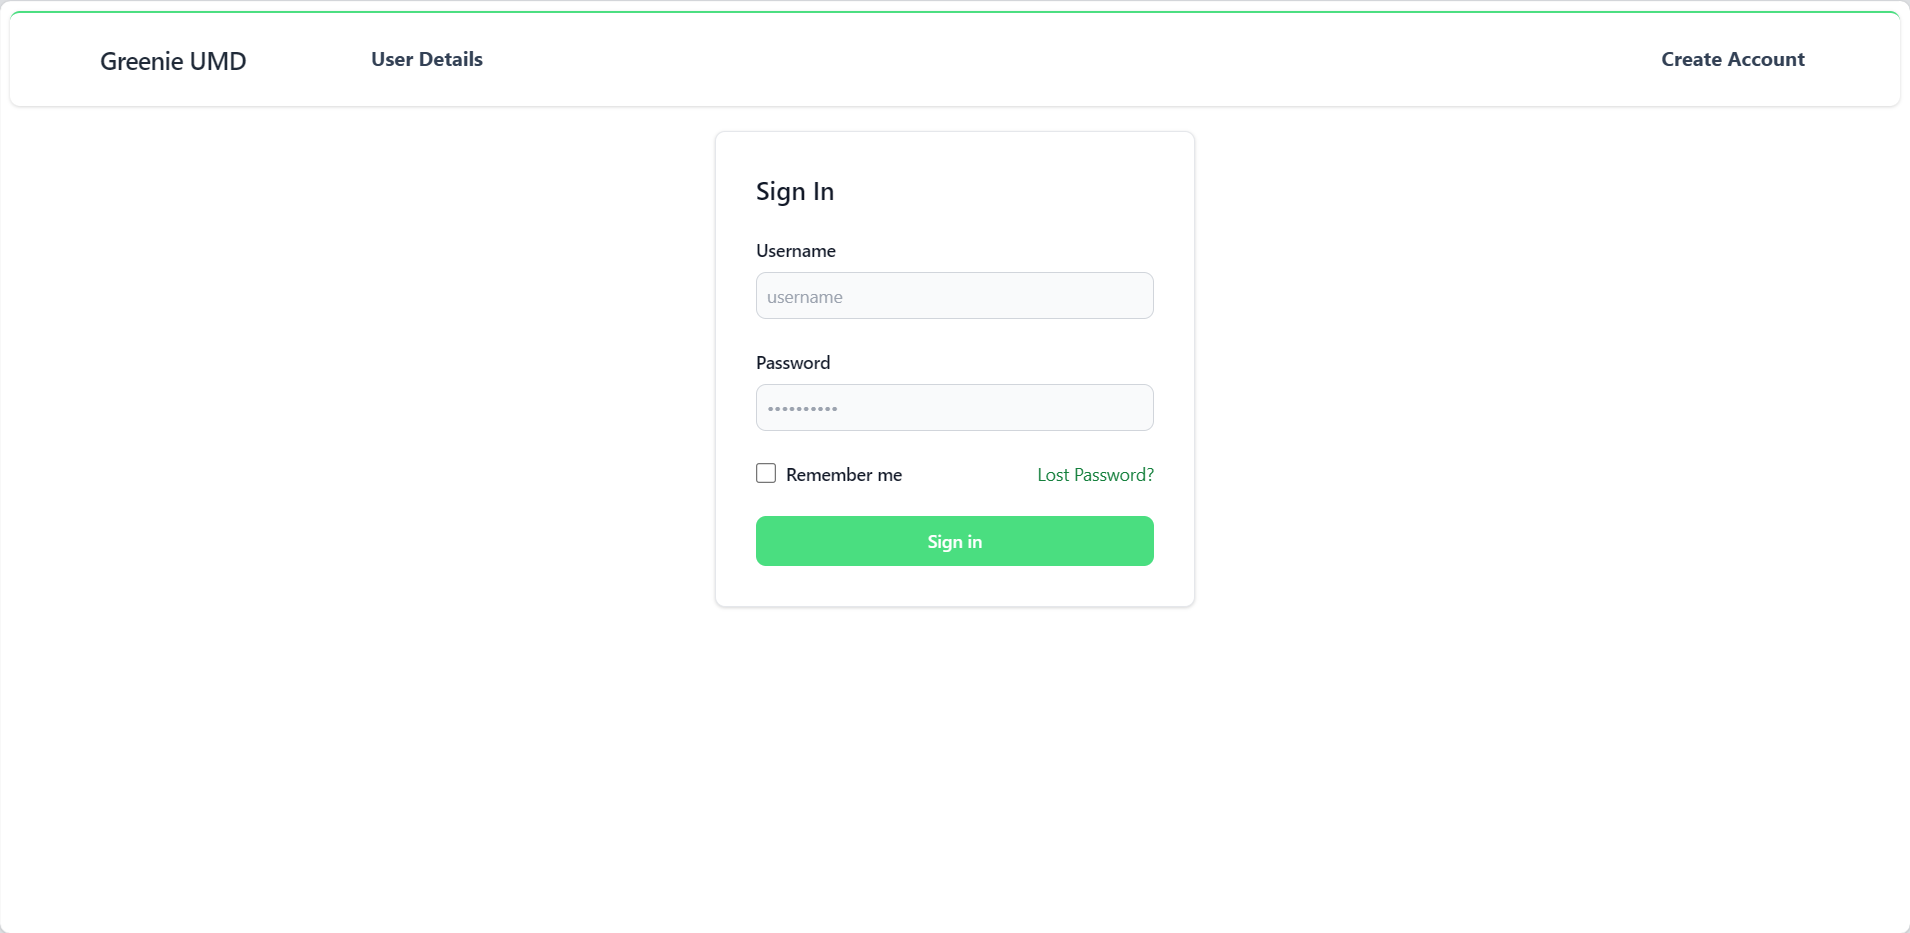 Greenie UMD
User Details
Create Account
Sign In
Username
username
Password
••••••••••
Remember me
Lost Password?
Sign in